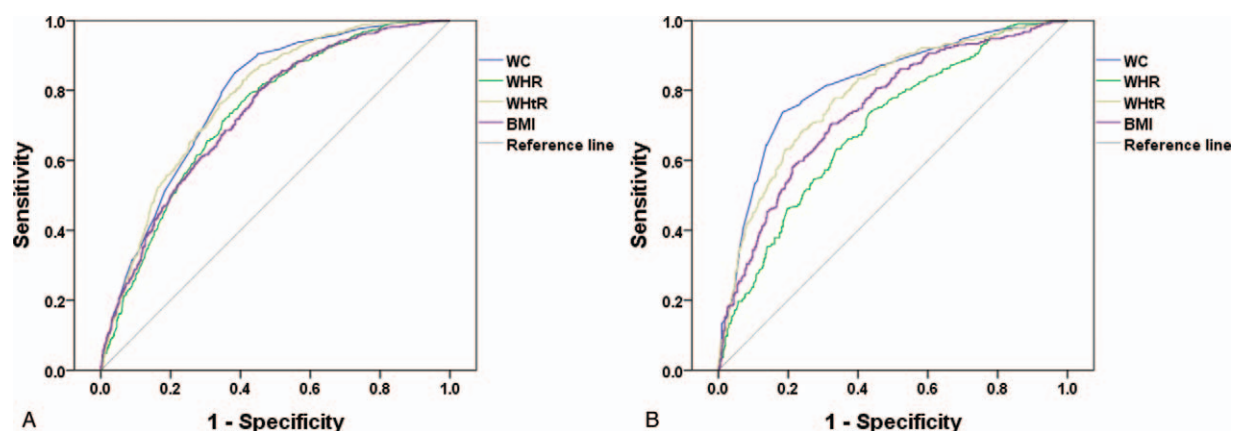 1.0
0.8
0.6
0.4
0.2
0.0
Sensitivity
0.0 0.2 0.4 0.6 0.8 1.0
1 - Specificity
A
WC
WHR
WHtR
BMI
Reference line
1.0
0.8
0.6
0.4
0.2
0.0
Sensitivity
0.0 0.2 0.4 0.6 0.8 1.0
1 - Specificity
B
WC
WHR
WHtR
BMI
Reference line